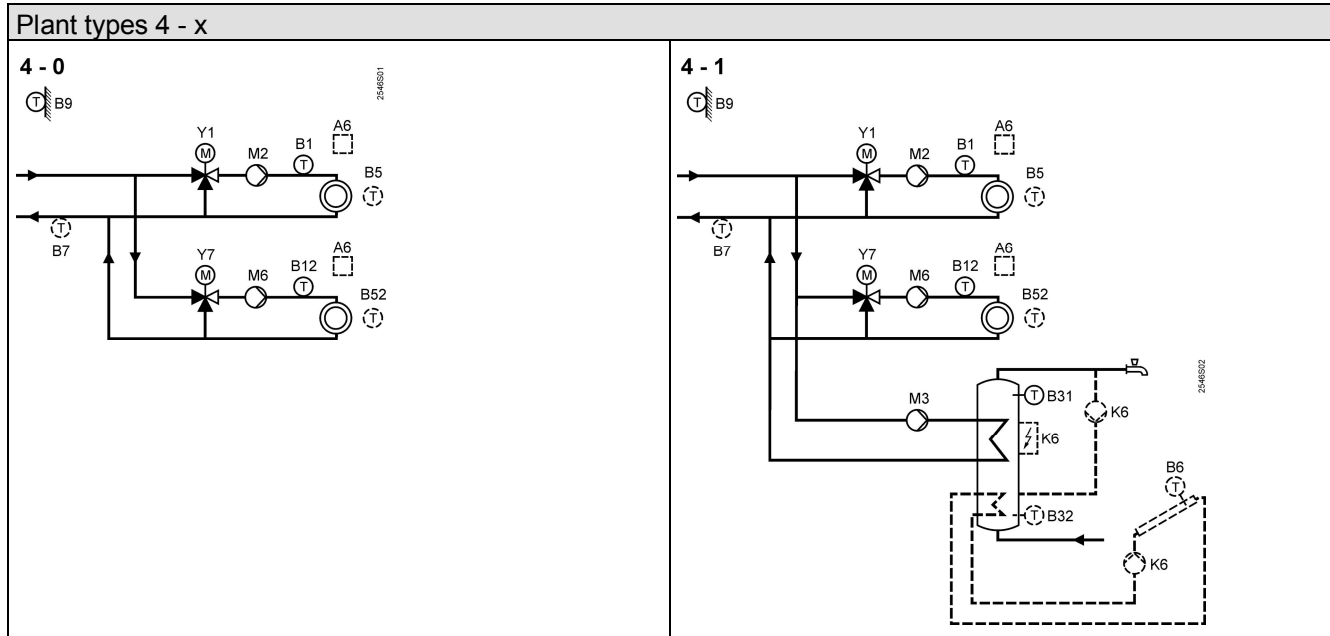 Plant types 4 - x
4 - 0
T B9
2546S01
Y1
M
M2
B1
T
A6
B5
T
T
B7
Y7
M
M6
B12
T
A6
B52
T
4 - 1
T B9
Y1
M
M2
B1
T
A6
B5
T
T
B7
Y7
M
M6
B12
T
A6
B52
T
2546S02
M3
T B31
K6
K6
B6
T
T B32
K6